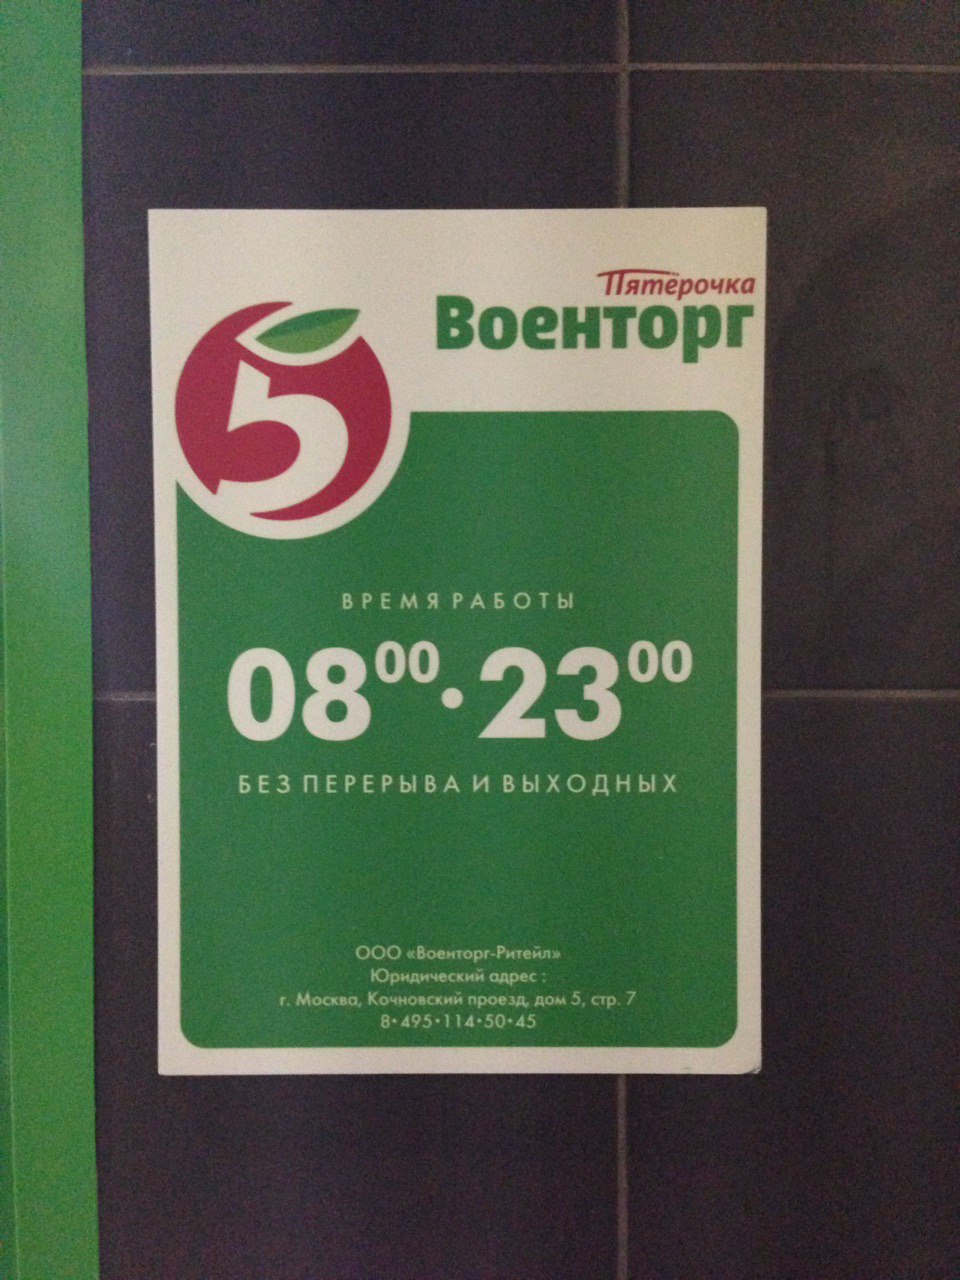 Пятёрочка
Военторг
5
ВРЕМЯ РАБОТЫ
08⁰⁰•23⁰⁰
БЕЗ ПЕРЕРЫВА И ВЫХОДНЫХ
ООО «Военторг-Ритейл»
Юридический адрес :
г. Москва, Кочновский проезд, дом 5, стр. 7
8•495•114•50•45